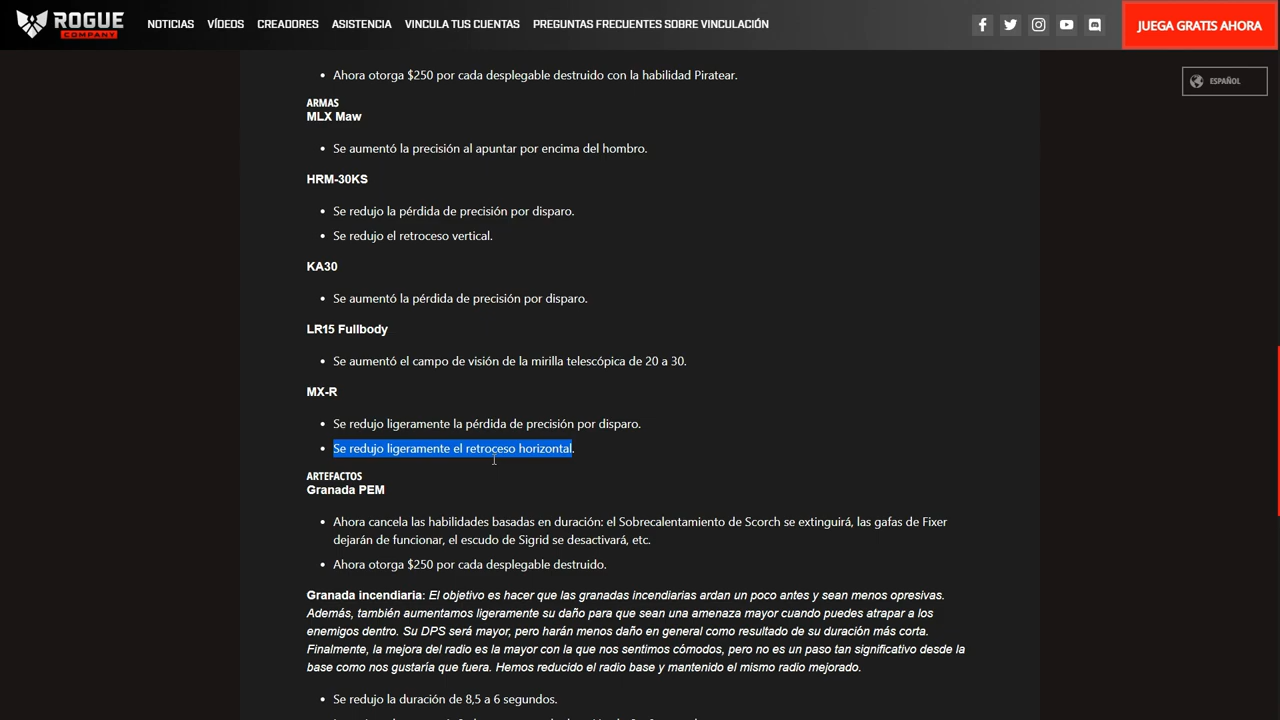 ROGUE
COMPANY
NOTICIAS VÍDEOS CREADORES ASISTENCIA VINCULA TUS CUENTAS PREGUNTAS FRECUENTES SOBRE VINCULACIÓN
JUEGA GRATIS AHORA
ESPAÑOL
• Ahora otorga $250 por cada desplegable destruido con la habilidad Piratear.
ARMAS
MLX Maw
• Se aumentó la precisión al apuntar por encima del hombro.
HRM-30KS
• Se redujo la pérdida de precisión por disparo.
• Se redujo el retroceso vertical.
KA30
• Se aumentó la pérdida de precisión por disparo.
LR15 Fullbody
• Se aumentó el campo de visión de la mirilla telescópica de 20 a 30.
MX-R
• Se redujo ligeramente la pérdida de precisión por disparo.
• Se redujo ligeramente el retroceso horizontal.
ARTEFACTOS
Granada PEM
• Ahora cancela las habilidades basadas en duración: el Sobrecalentamiento de Scorch se extinguirá, las gafas de Fixer
dejarán de funcionar, el escudo de Sigrid se desactivará, etc.
• Ahora otorga $250 por cada desplegable destruido.
Granada incendiaria: El objetivo es hacer que las granadas incendiarias ardan un poco antes y sean menos opresivas.
Además, también aumentamos ligeramente su daño para que sean una amenaza mayor cuando puedes atrapar a los
enemigos dentro. Su DPS será mayor, pero harán menos daño en general como resultado de su duración más corta.
Finalmente, la mejora del radio es la mayor con la que nos sentimos cómodos, pero no es un paso tan significativo desde la
base como nos gustaría que fuera. Hemos reducido el radio base y mantenido el mismo radio mejorado.
• Se redujo la duración de 8,5 a 6 segundos.